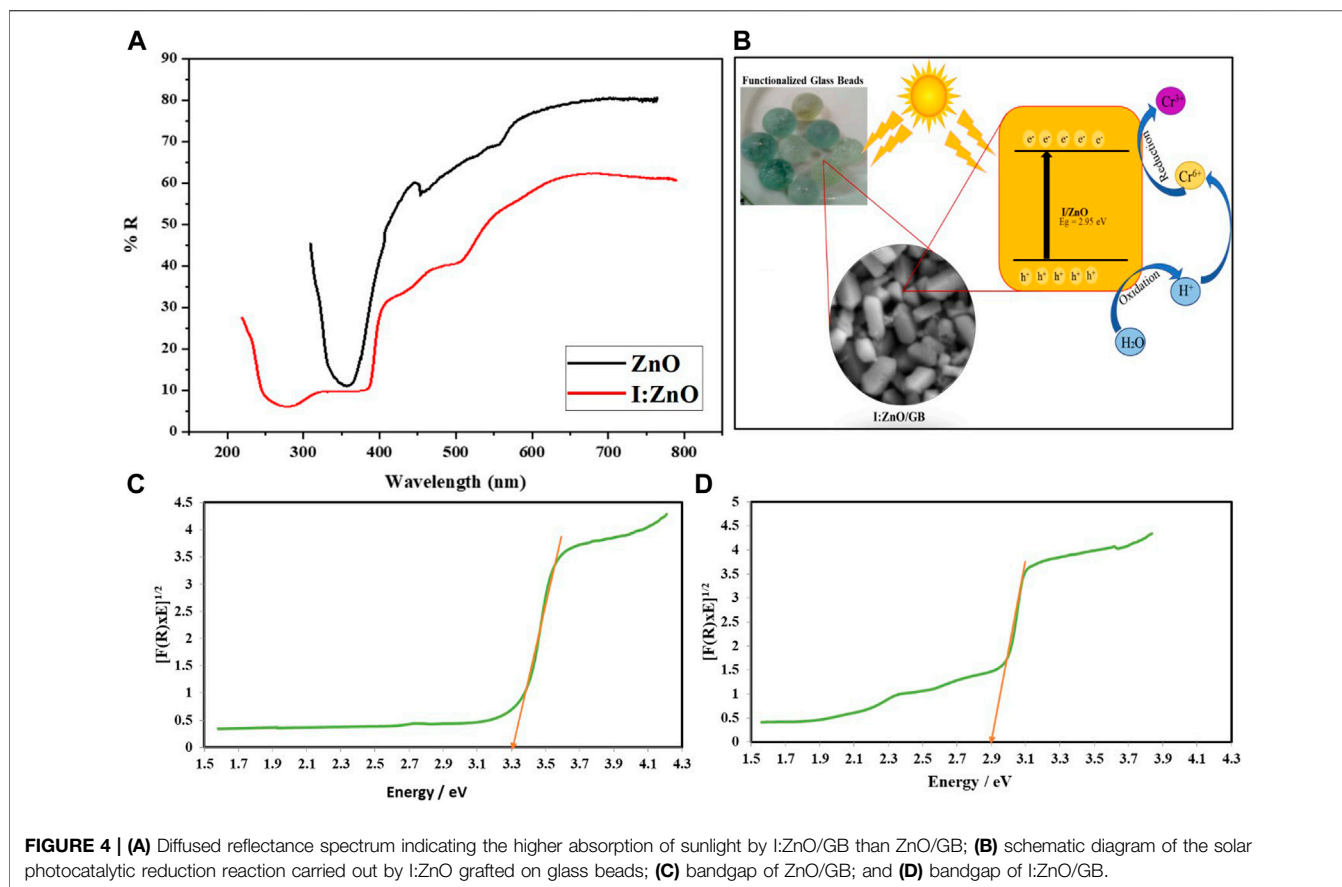 A
90
80
70
60
50
40
30
20
10
0
% R
200 300 400 500 600 700 800
Wavelength (nm)
ZnO
I:ZnO
B
Functionalized Glass Beads
I:ZnO/GB
e- e- e- e- e-
I/ZnO
Eg = 2.95 eV
h+ h+ h+ h+ h+
Cr3+
Reduction
Cr6+
Oxidation
H+
H2O
C
4.5
4
3.5
3
2.5
2
1.5
1
0.5
0
[F(R)xE]1/2
1.5 1.7 1.9 2.1 2.3 2.5 2.7 2.9 3.1 3.3 3.5 3.7 3.9 4.1 4.3
Energy / eV
D
5
4.5
4
3.5
3
2.5
2
1.5
1
0.5
0
[F(R)xE]1/2
1.5 1.7 1.9 2.1 2.3 2.5 2.7 2.9 3.1 3.3 3.5 3.7 3.9 4.1 4.3
Energy / eV
FIGURE 4 | (A) Diffused reflectance spectrum indicating the higher absorption of sunlight by I:ZnO/GB than ZnO/GB; (B) schematic diagram of the solar
photocatalytic reduction reaction carried out by I:ZnO grafted on glass beads; (C) bandgap of ZnO/GB; and (D) bandgap of I:ZnO/GB.